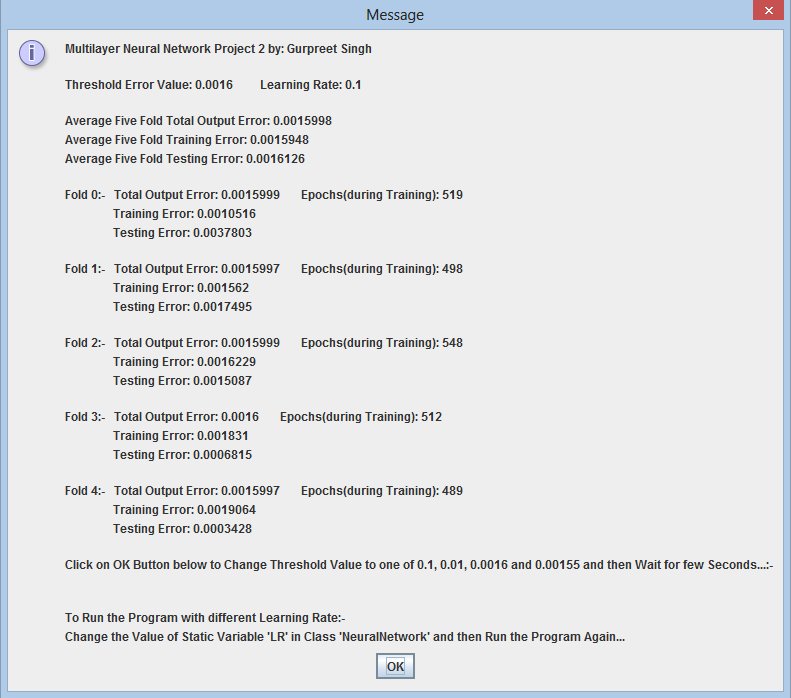 Message
Multilayer Neural Network Project 2 by: Gurpreet Singh
Threshold Error Value: 0.0016 Learning Rate: 0.1
Average Five Fold Total Output Error: 0.0015998
Average Five Fold Training Error: 0.0015948
Average Five Fold Testing Error: 0.0016126
Fold 0:- Total Output Error: 0.0015999 Epochs(during Training): 519
Training Error: 0.0010516
Testing Error: 0.0037803
Fold 1:- Total Output Error: 0.0015997 Epochs(during Training): 498
Training Error: 0.001562
Testing Error: 0.0017495
Fold 2:- Total Output Error: 0.0015999 Epochs(during Training): 548
Training Error: 0.0016229
Testing Error: 0.0015087
Fold 3:- Total Output Error: 0.0016 Epochs(during Training): 512
Training Error: 0.001831
Testing Error: 0.0006815
Fold 4:- Total Output Error: 0.0015997 Epochs(during Training): 489
Training Error: 0.0019064
Testing Error: 0.0003428
Click on OK Button below to Change Threshold Value to one of 0.1, 0.01, 0.0016 and 0.00155 and then Wait for few Seconds...:-
To Run the Program with different Learning Rate:-
Change the Value of Static Variable 'LR' in Class 'NeuralNetwork' and then Run the Program Again...
OK